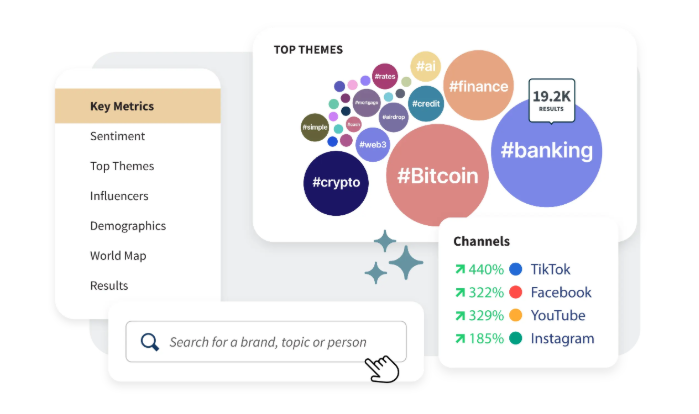 TOP THEMES
#ai
#rates
#finance
#mortgage
#credit
19.2K
RESULTS
#airdrop
#simple
#coin
#web3
#banking
#crypto
#Bitcoin
Key Metrics
Sentiment
Top Themes
Influencers
Demographics
World Map
Results
Channels
440% TikTok
322% Facebook
329% YouTube
185% Instagram
Search for a brand, topic or person